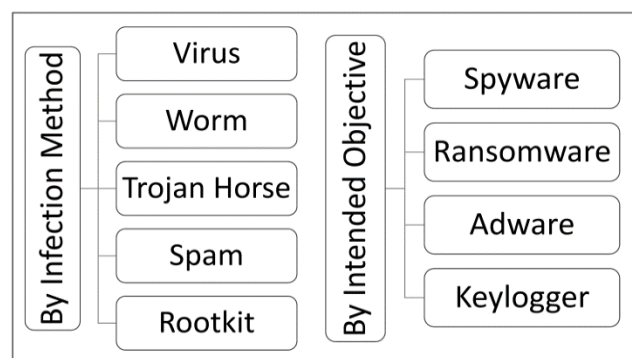 By Infection Method
Virus
Worm
Trojan Horse
Spam
Rootkit
By Intended Objective
Spyware
Ransomware
Adware
Keylogger